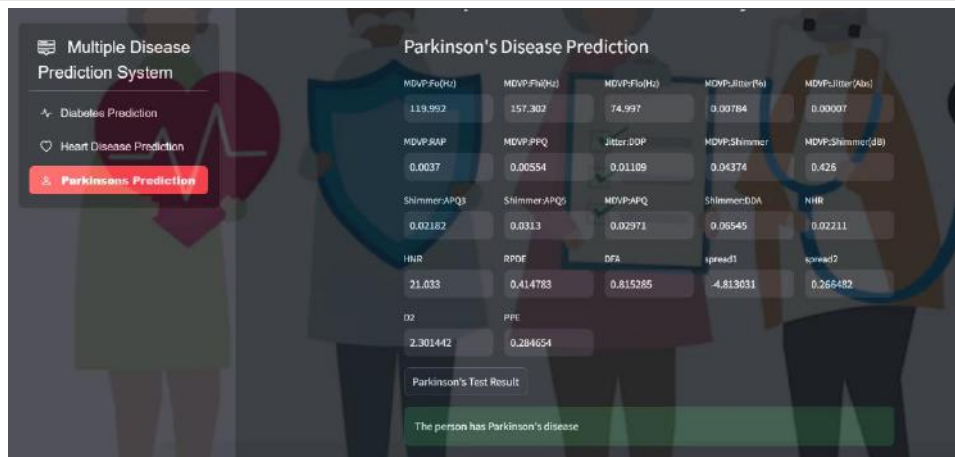 Multiple Disease
Prediction System
Diabetes Prediction
Heart Disease Prediction
Parkinsons Prediction
Parkinson's Disease Prediction
MDVP:Fo(Hz) MDVP:Fhi(Hz) MDVP:Flo(Hz) MDVP:Jitter(%) MDVP:Jitter(Abs)
119.992 157.302 74.997 0.00784 0.00007
MDVP:RAP MDVP:PPQ Jitter:DDP MDVP:Shimmer MDVP:Shimmer(dB)
0.0037 0.00554 0.01109 0.04374 0.426
Shimmer:APQ3 Shimmer:APQ5 MDVP:APQ Shimmer:DDA NHR
0.02182 0.0313 0.02971 0.06545 0.02211
HNR RPDE DFA spread1 spread2
21.033 0.414783 0.815285 -4.813031 0.266482
D2 PPE
2.301442 0.284654
Parkinson's Test Result
The person has Parkinson's disease